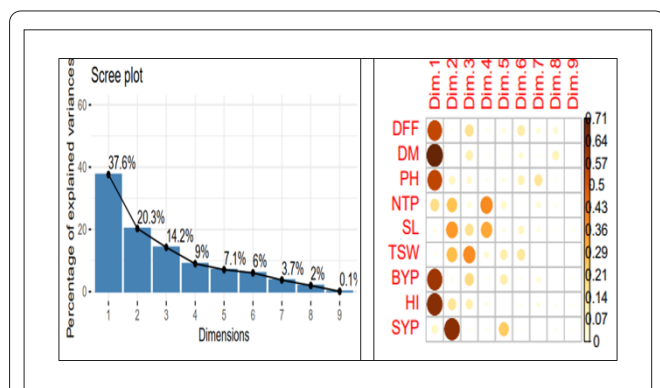 Scree plot
Percentage of explained variances
60
40
20
0
37.6%
20.3%
14.2%
9%
7.1%
6%
3.7%
2%
0.1%
1 2 3 4 5 6 7 8 9
Dimensions
Dim.1 Dim.2 Dim.3 Dim.4 Dim.5 Dim.6 Dim.7 Dim.8 Dim.9
DFF
DM
PH
NTP
SL
TSW
BYP
HI
SYP
0.71
0.64
0.57
0.5
0.43
0.36
0.29
0.21
0.14
0.07
0